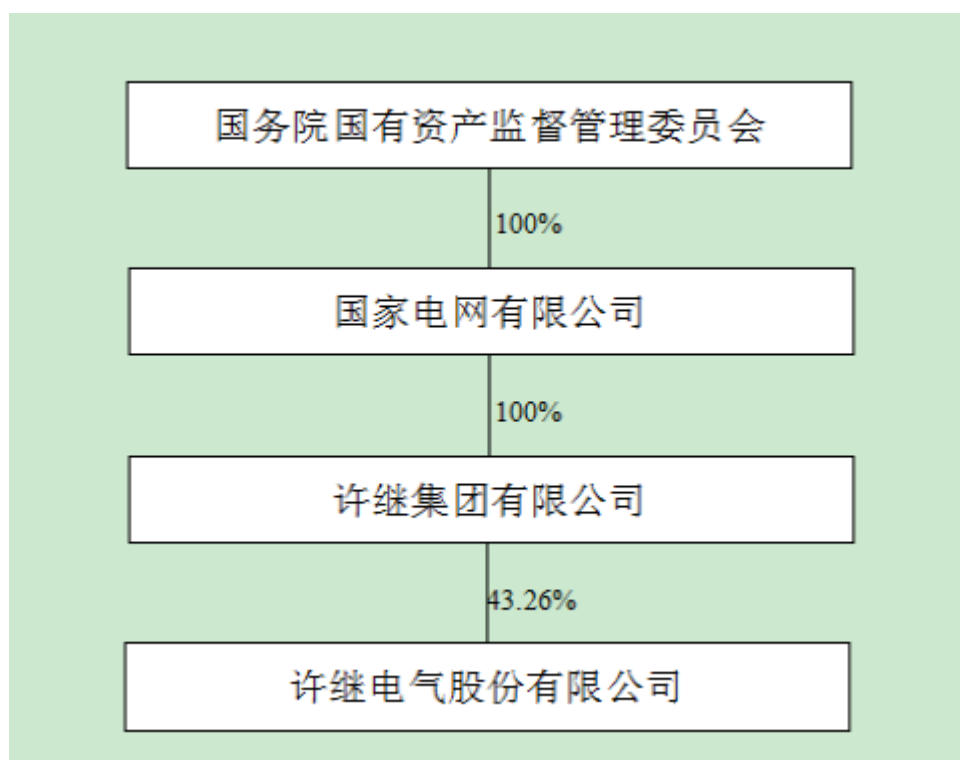 国务院国有资产监督管理委员会
100%
国家电网有限公司
100%
许继集团有限公司
43.26%
许继电气股份有限公司